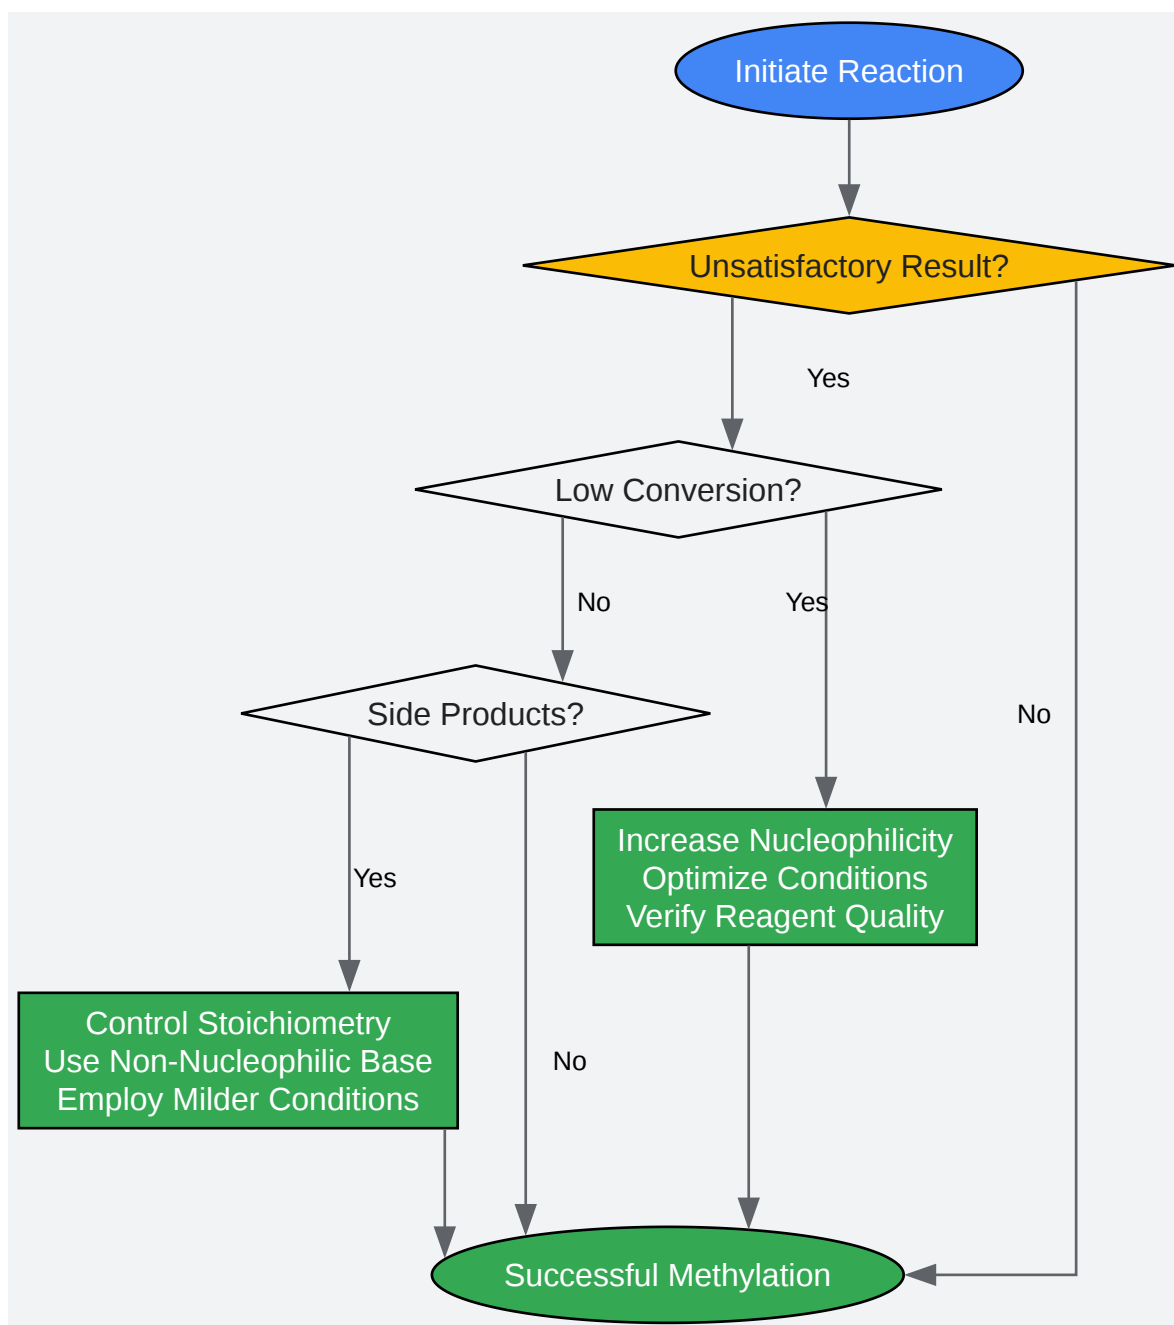 Initiate Reaction
Unsatisfactory Result?
Yes
Low Conversion?
No
Yes
Side Products?
No
Increase Nucleophilicity
Optimize Conditions
Verify Reagent Quality
Yes
Control Stoichiometry
Use Non-Nucleophilic Base
Employ Milder Conditions
No
Successful Methylation